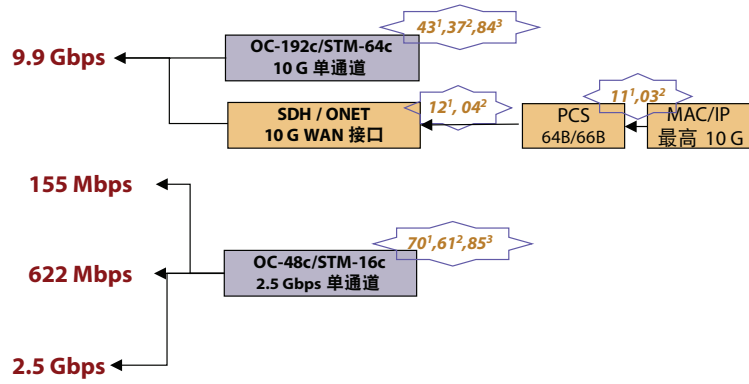 43¹,37²,84³
OC-192c/STM-64c
10 G 单通道
9.9 Gbps
12¹, 04²
SDH / ONET
10 G WAN 接口
11¹,03²
PCS
64B/66B
MAC/IP
最高 10 G
155 Mbps
70¹,61²,85³
OC-48c/STM-16c
2.5 Gbps 单通道
622 Mbps
2.5 Gbps